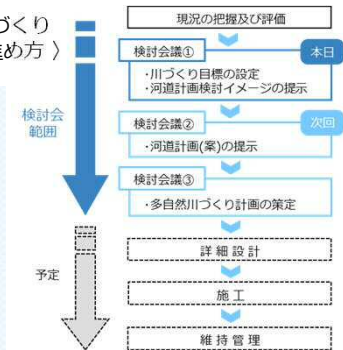 づくり
め方 〉
現況の把握及び評価
検討会議①
本日
・川づくり目標の設定
・河道計画検討イメージの提示
検討会
範囲
検討会議②
次回
・河道計画(案)の提示
検討会議③
・多自然川づくり計画の策定
予定
詳細設計
施工
維持管理